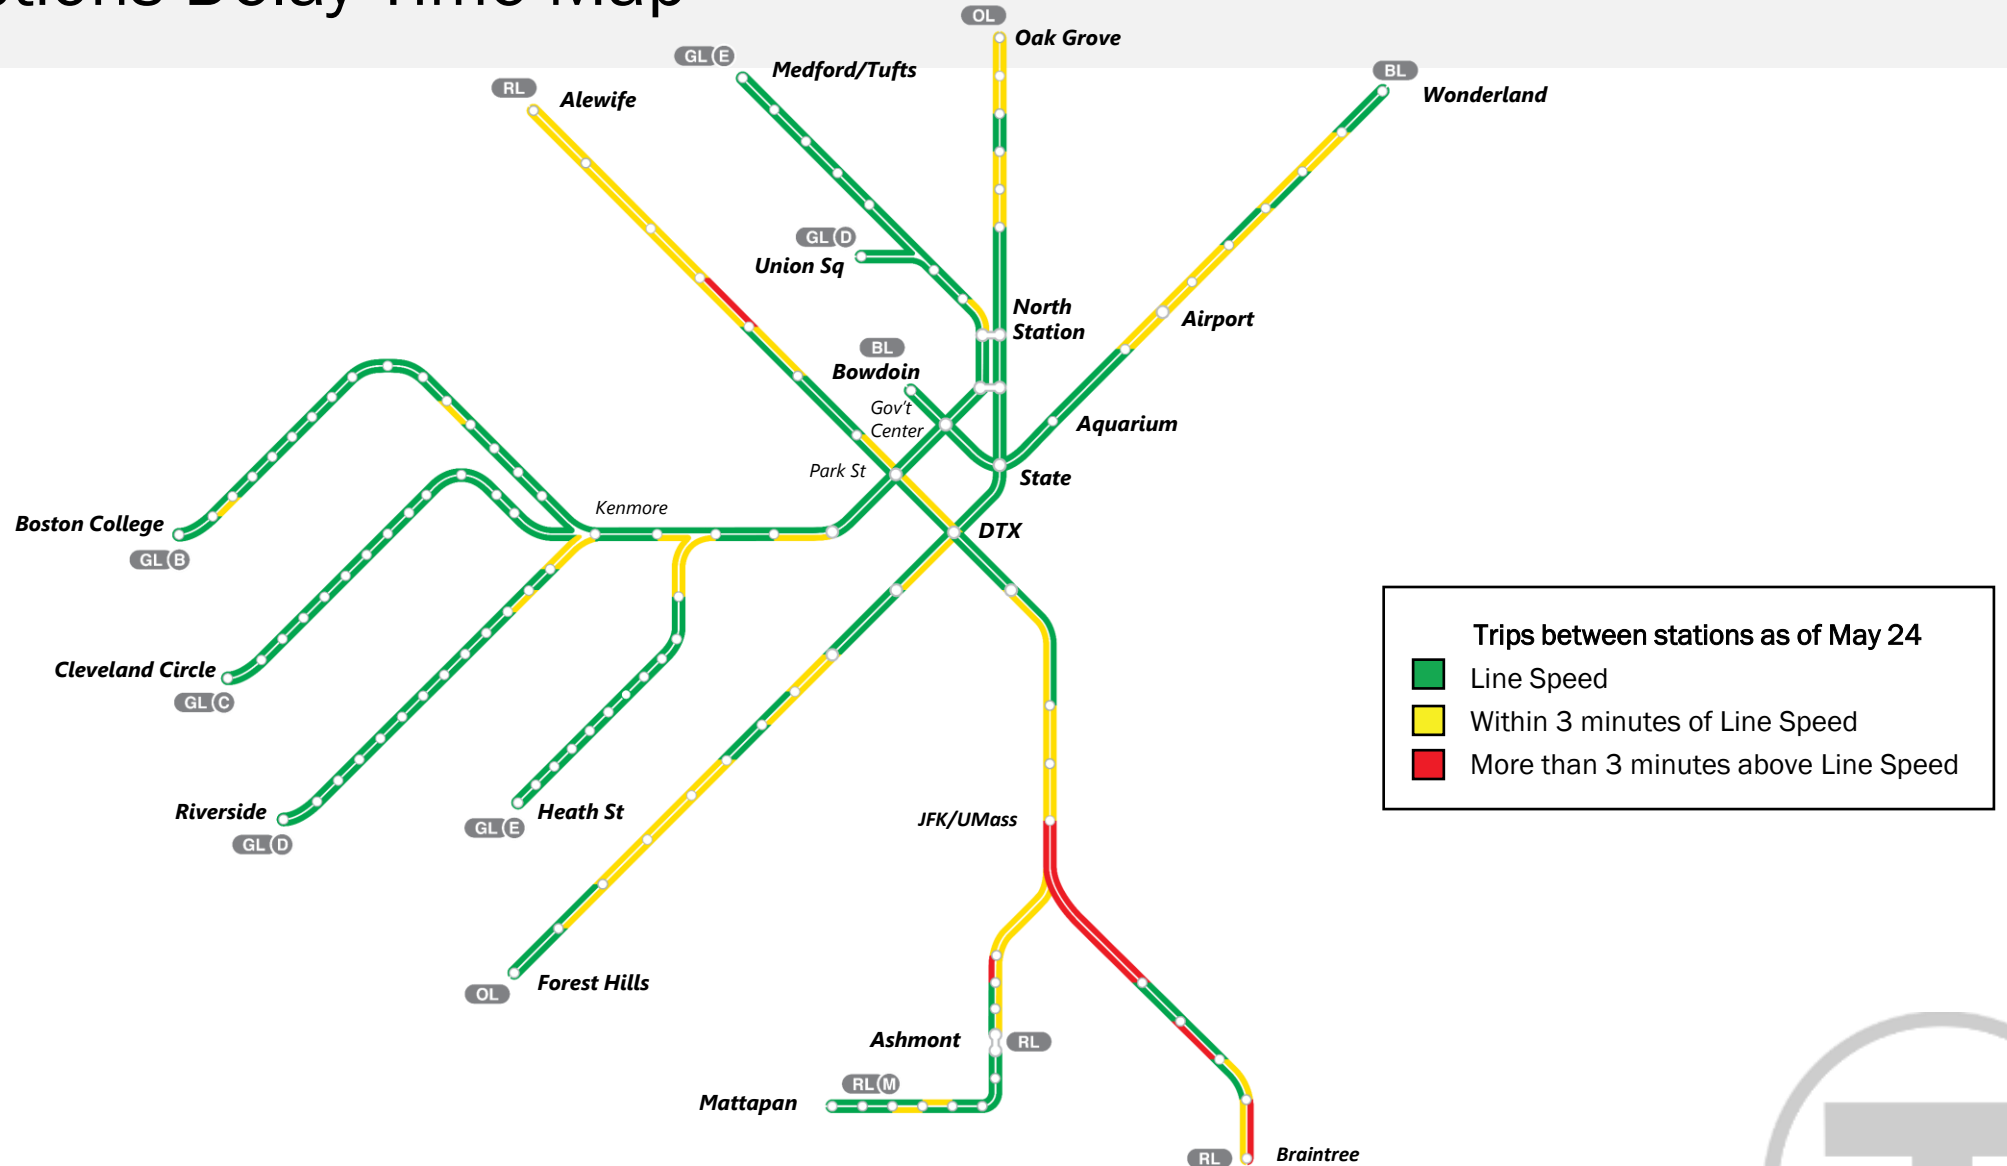 Delay Time Map
OL
Oak Grove
GL E
Medford/Tufts
BL
Wonderland
RL
Alewife
GL D
Union Sq
North
Station
Airport
BL
Bowdoin
Gov't
Center
Aquarium
Park St
State
Kenmore
DTX
Boston College
GL B
Cleveland Circle
GL C
Riverside
GL D
Heath St
GL E
JFK/UMass
Forest Hills
OL
Ashmont
RL
RL M
Mattapan
RL
Braintree
Trips between stations as of May 24
Line Speed
Within 3 minutes of Line Speed
More than 3 minutes above Line Speed